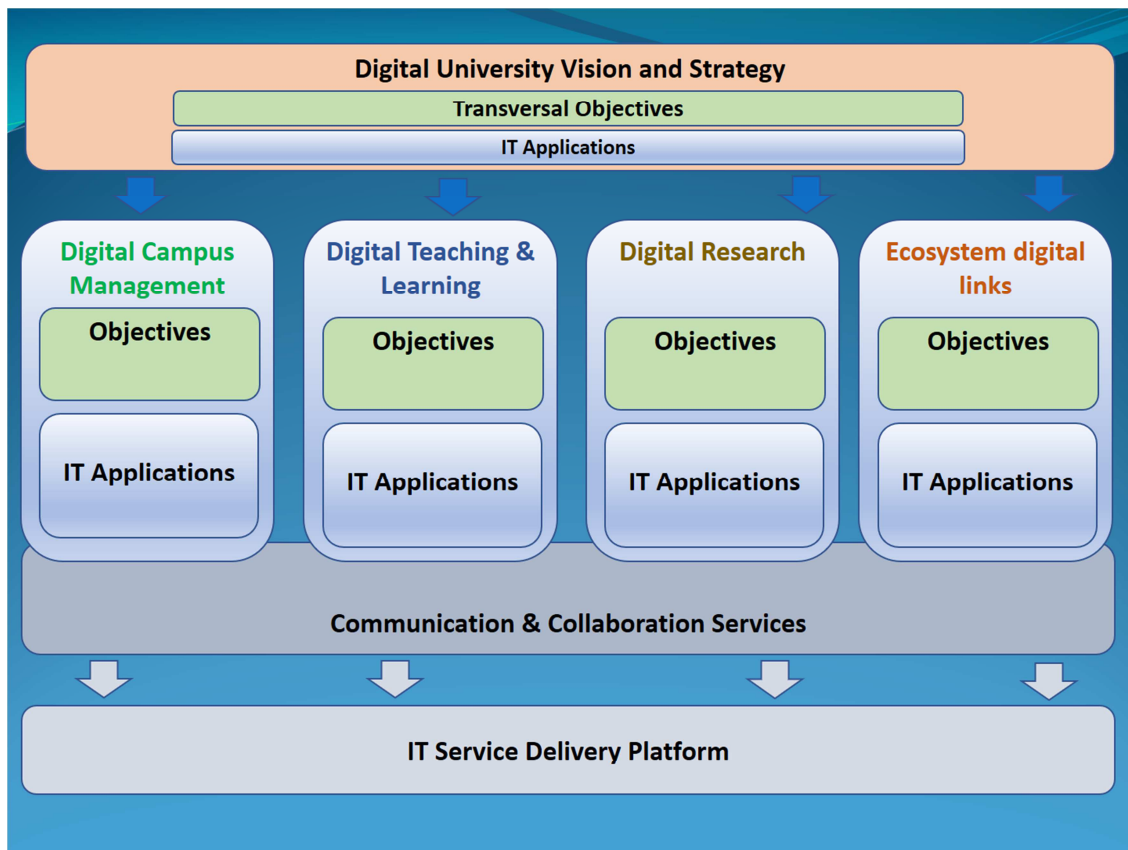 Digital University Vision and Strategy
Transversal Objectives
IT Applications
Digital Campus
Management
Objectives
IT Applications
Digital Teaching &
Learning
Objectives
IT Applications
Digital Research
Objectives
IT Applications
Ecosystem digital
links
Objectives
IT Applications
Communication & Collaboration Services
IT Service Delivery Platform